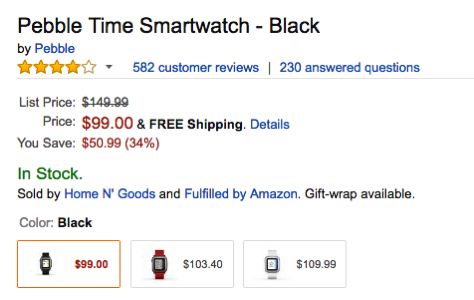 Pebble Time Smartwatch - Black
by Pebble
582 customer reviews | 230 answered questions
List Price: $149.99
Price: $99.00 & FREE Shipping. Details
You Save: $50.99 (34%)
In Stock.
Sold by Home N' Goods and Fulfilled by Amazon. Gift-wrap available.
Color: Black
$99.00 $103.40 $109.99